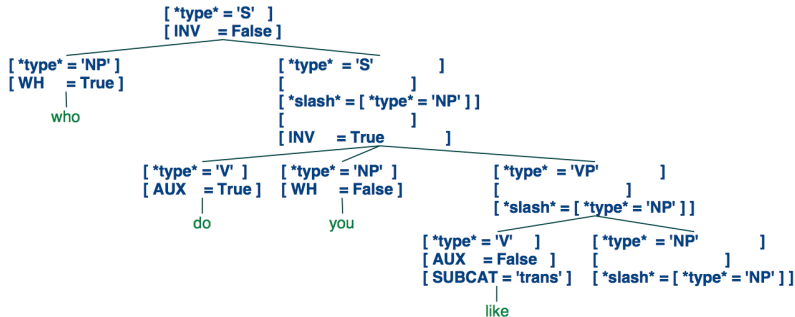 [ *type* = 'S' ]
[ INV = False ]
[ *type* = 'NP' ]
[ WH = True ]
who
[ *type* = 'S' ]
[ ]
[ *slash* = [ *type* = 'NP' ] ]
[ ]
[ INV = True ]
[ *type* = 'V' ]
[ AUX = True ]
do
[ *type* = 'NP' ]
[ WH = False ]
you
[ *type* = 'VP' ]
[ ]
[ *slash* = [ *type* = 'NP' ] ]
[ *type* = 'V' ]
[ AUX = False ]
[ SUBCAT = 'trans' ]
like
[ *type* = 'NP' ]
[ ]
[ *slash* = [ *type* = 'NP' ] ]